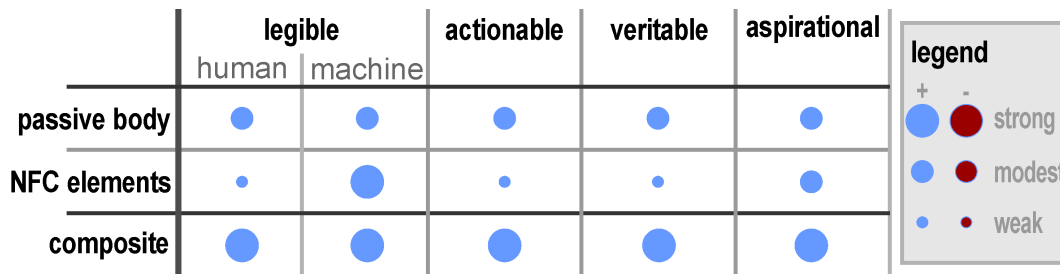 legible actionable veritable aspirational
human machine
passive body
NFC elements
composite
legend
+ -
strong
modest
weak